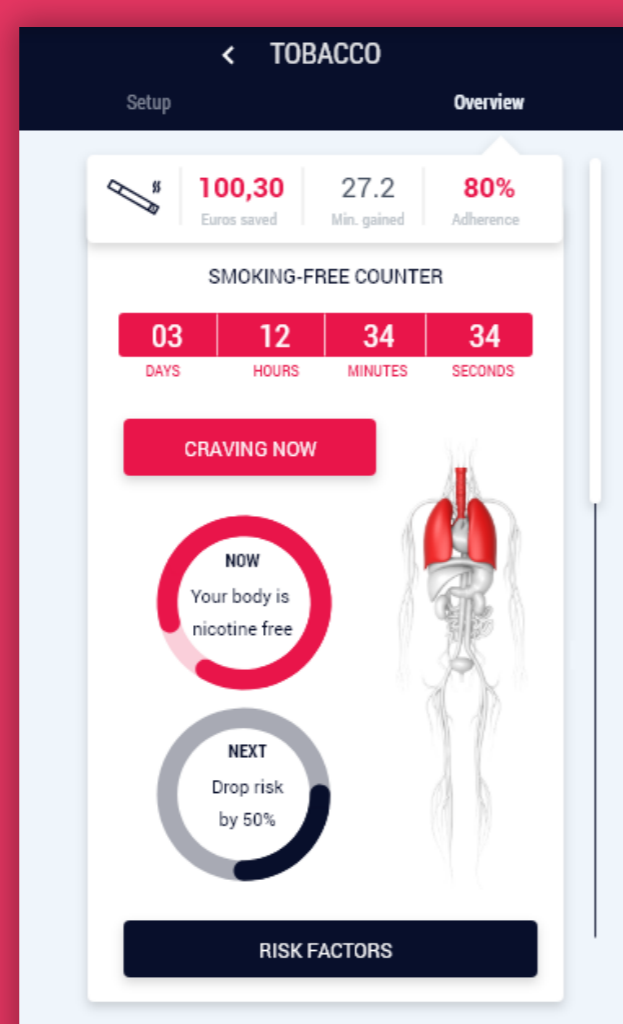 TOBACCO
Setup Overview
100,30 27.2 80%
Euros saved Min. gained Adherence
SMOKING-FREE COUNTER
03 12 34 34
DAYS HOURS MINUTES SECONDS
CRAVING NOW
NOW
Your body is
nicotine free
NEXT
Drop risk
by 50%
RISK FACTORS